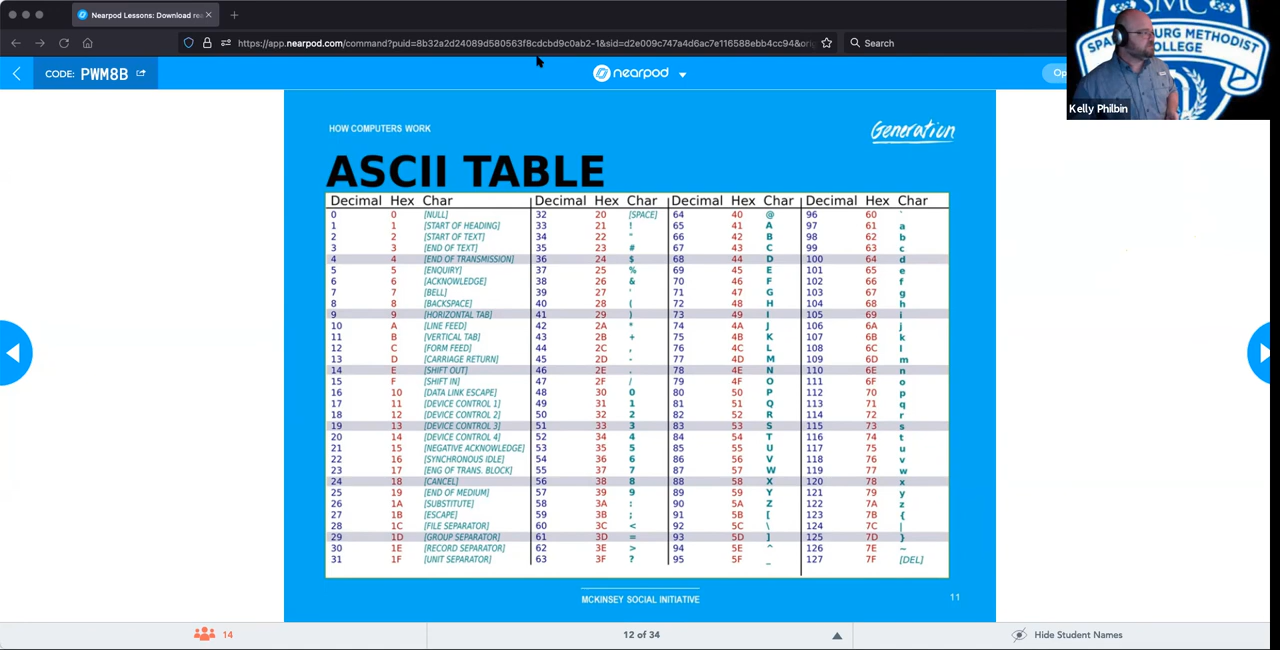 Nearpod Lessons: Download re
https://app.nearpod.com/command?puid=8b32a2d24089d580563f8cdcbd9c0ab2-1&sid=d2e009c747a4d6ac7e116588ebb4cc94&ori
Search
SMC
SPA BURG METHODIST
COLLEGE
Kelly Philbin
CODE: PWM8B
nearpod
Op
HOW COMPUTERS WORK
Generation
ASCII TABLE
Decimal Hex Char Decimal Hex Char Decimal Hex Char Decimal Hex Char
0 0 [NULL] 32 20 [SPACE] 64 40 @ 96 60 `
1 1 [START OF HEADING] 33 21 ! 65 41 A 97 61 a
2 2 [START OF TEXT] 34 22 " 66 42 B 98 62 b
3 3 [END OF TEXT] 35 23 # 67 43 C 99 63 c
4 4 [END OF TRANSMISSION] 36 24 $ 68 44 D 100 64 d
5 5 [ENQUIRY] 37 25 % 69 45 E 101 65 e
6 6 [ACKNOWLEDGE] 38 26 & 70 46 F 102 66 f
7 7 [BELL] 39 27 ' 71 47 G 103 67 g
8 8 [BACKSPACE] 40 28 ( 72 48 H 104 68 h
9 9 [HORIZONTAL TAB] 41 29 ) 73 49 I 105 69 i
10 A [LINE FEED] 42 2A * 74 4A J 106 6A j
11 B [VERTICAL TAB] 43 2B + 75 4B K 107 6B k
12 C [FORM FEED] 44 2C , 76 4C L 108 6C l
13 D [CARRIAGE RETURN] 45 2D - 77 4D M 109 6D m
14 E [SHIFT OUT] 46 2E . 78 4E N 110 6E n
15 F [SHIFT IN] 47 2F / 79 4F O 111 6F o
16 10 [DATA LINK ESCAPE] 48 30 0 80 50 P 112 70 p
17 11 [DEVICE CONTROL 1] 49 31 1 81 51 Q 113 71 q
18 12 [DEVICE CONTROL 2] 50 32 2 82 52 R 114 72 r
19 13 [DEVICE CONTROL 3] 51 33 3 83 53 S 115 73 s
20 14 [DEVICE CONTROL 4] 52 34 4 84 54 T 116 74 t
21 15 [NEGATIVE ACKNOWLEDGE] 53 35 5 85 55 U 117 75 u
22 16 [SYNCHRONOUS IDLE] 54 36 6 86 56 V 118 76 v
23 17 [ENG OF TRANS. BLOCK] 55 37 7 87 57 W 119 77 w
24 18 [CANCEL] 56 38 8 88 58 X 120 78 x
25 19 [END OF MEDIUM] 57 39 9 89 59 Y 121 79 y
26 1A [SUBSTITUTE] 58 3A : 90 5A Z 122 7A z
27 1B [ESCAPE] 59 3B ; 91 5B [ 123 7B {
28 1C [FILE SEPARATOR] 60 3C < 92 5C \ 124 7C |
29 1D [GROUP SEPARATOR] 61 3D = 93 5D ] 125 7D }
30 1E [RECORD SEPARATOR] 62 3E > 94 5E ^ 126 7E ~
31 1F [UNIT SEPARATOR] 63 3F ? 95 5F _ 127 7F [DEL]
MCKINSEY SOCIAL INITIATIVE
11
14
12 of 34
Hide Student Names